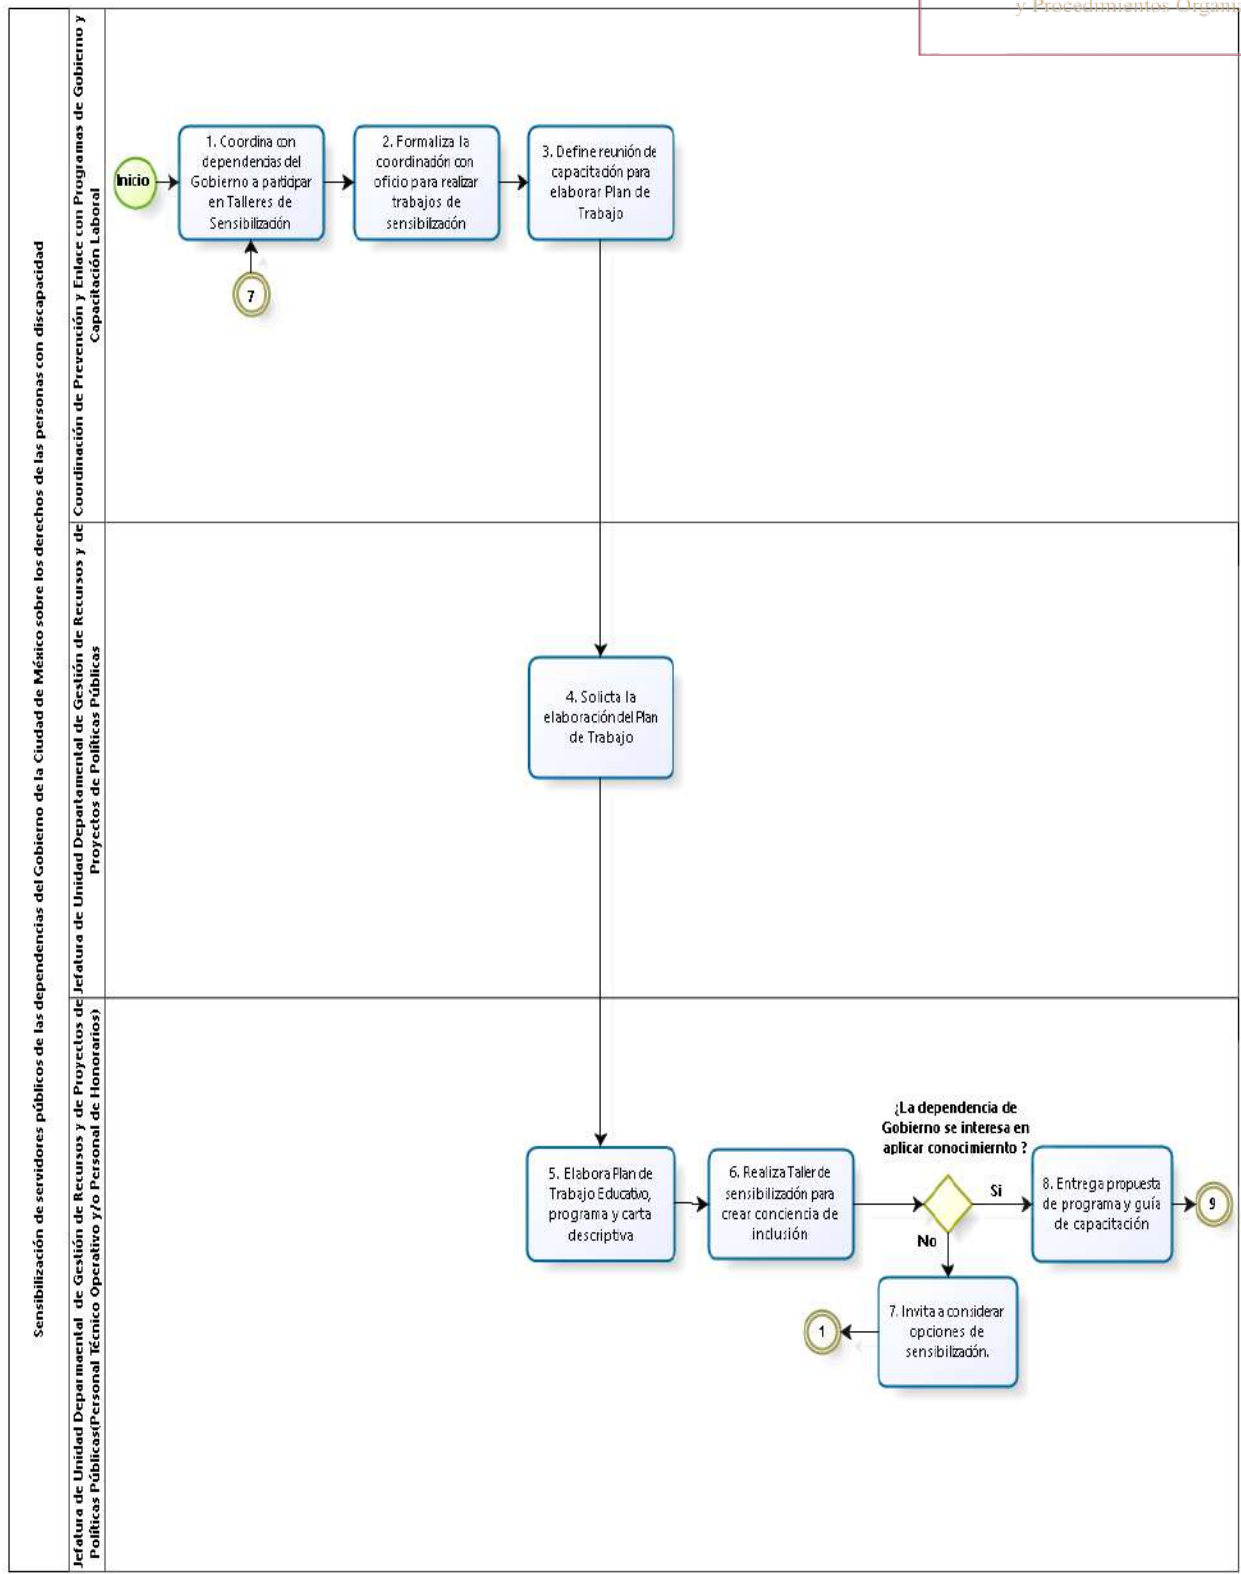 y Procedimientos Organi
Sensibilización de servidores públicos de las dependencias del Gobierno de la Ciudad de México sobre los derechos de las personas con discapacidad
Coordinación de Prevención y Enlace con Programas de Gobierno y
Capacitación Laboral
Inicio
1. Coordina con
dependencias del
Gobierno a participar
en Talleres de
Sensibilización
2. Formaliza la
coordinación con
oficio para realizar
trabajos de
sensibilización
3. Define reunión de
capacitación para
elaborar Plan de
Trabajo
7
Jefatura de Unidad Departamental de Gestión de Recursos y de
Proyectos de Políticas Públicas
4. Solicta la
elaboración del Plan
de Trabajo
Jefatura de Unidad Deparmaental de Gestión de Recursos y de Proyectos de
Políticas Públicas(Personal Técnico Operativo y/o Personal de Honorarios)
5. Elabora Plan de
Trabajo Educativo,
programa y carta
descriptiva
6. Realiza Taller de
sensibilización para
crear conciencia de
inclusión
¿La dependencia de
Gobierno se interesa en
aplicar conocimiernto ?
Si
No
8. Entrega propuesta
de programa y guía
de capacitación
9
7. Invita a considerar
opciones de
sensibilización.
1